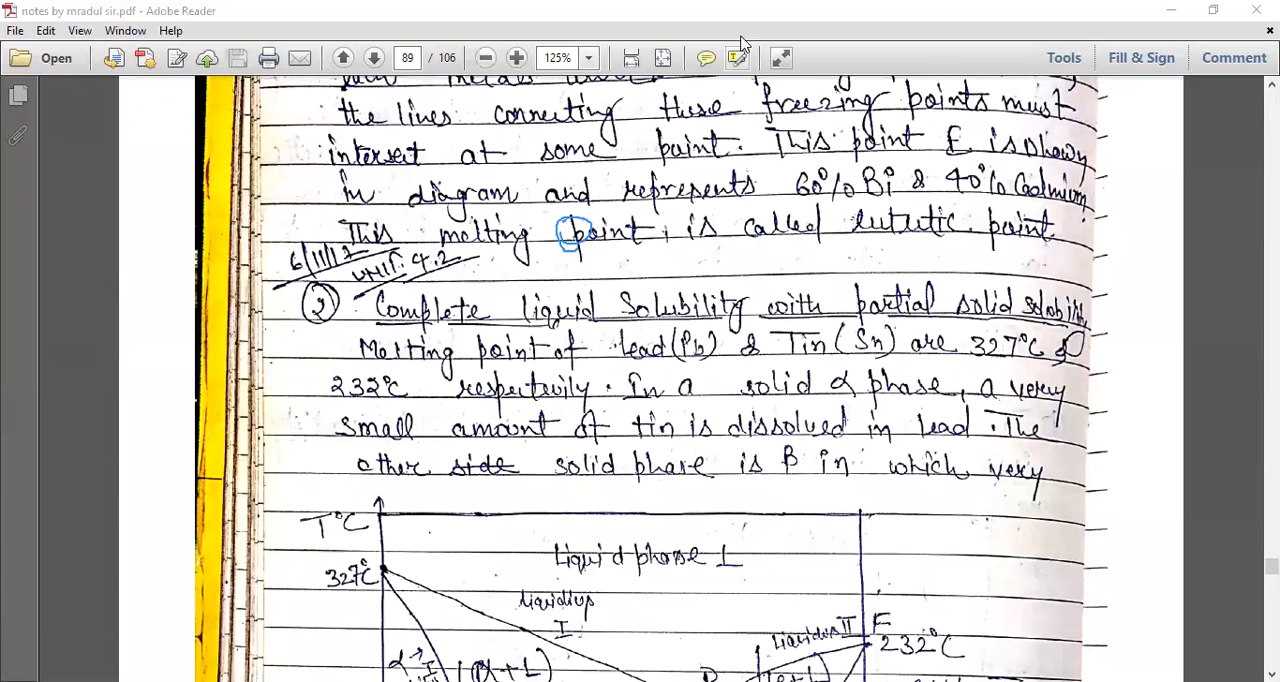 notes by mradul sir.pdf - Adobe Reader
File Edit View Window Help
Open 89 / 106 125% Tools Fill & Sign Comment
the lines connecting these freezing points must
intersect at some point. This point E is shown
in diagram and represents 60% Bi & 40% Cadmium.
This melting point, is called eutectic point.
6/11/17 UNIT. 4.2
② Complete liquid Solubility with partial solid solubility
Melting point of lead(Pb) & Tin(Sn) are 327°C &
232°C respectively. In a solid α phase, a very
small amount of tin is dissolved in lead. The
other side solid phase is β in which very
T°C
Liquid phase L
327°C
liquidus
I
liquidus II F
232°C
α→ (α+L) D